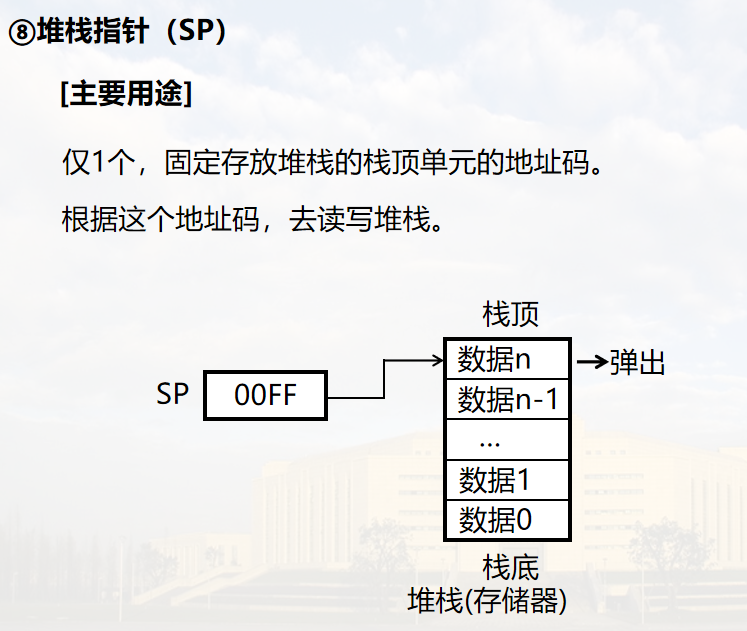 ⑧堆栈指针（SP）
[主要用途]
仅1个，固定存放堆栈的栈顶单元的地址码。
根据这个地址码，去读写堆栈。
栈顶
数据n
弹出
SP
00FF
数据n-1
...
数据1
数据0
栈底
堆栈(存储器)